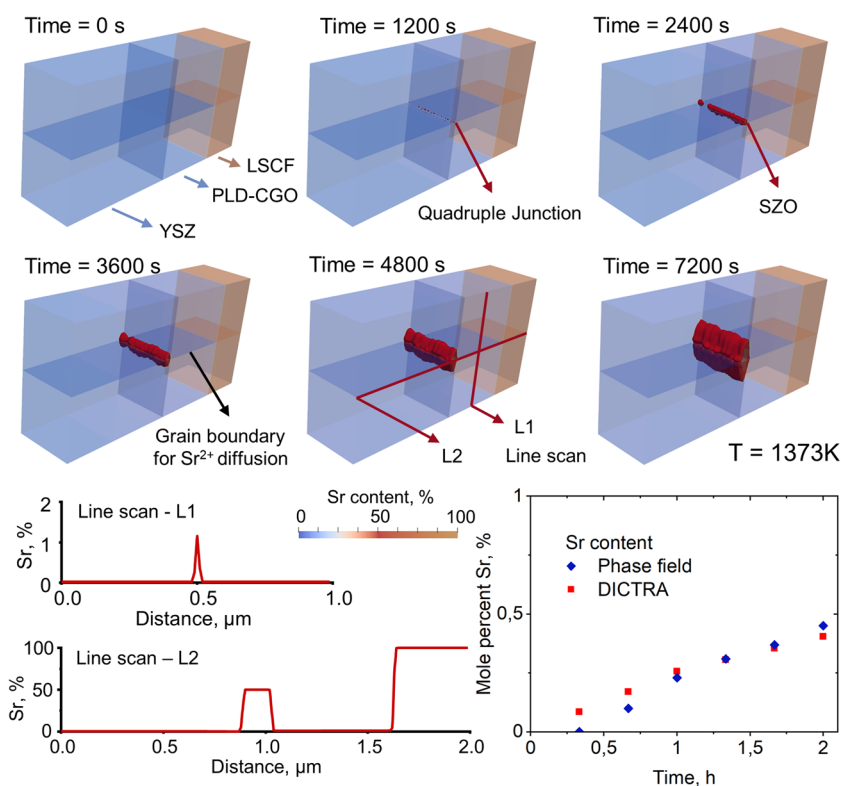 Time = 0 s
Time = 1200 s
Time = 2400 s
LSCF
PLD-CGO
YSZ
Quadruple Junction
SZO
Time = 3600 s
Time = 4800 s
Time = 7200 s
Grain boundary
for Sr²⁺ diffusion
L2
L1
Line scan
T = 1373K
Line scan - L1
Sr, %
2
1
0
0.0
0.5
1.0
Distance, µm
Sr content, %
0
50
100
Line scan – L2
Sr, %
100
50
0
0.0
0.5
1.0
1.5
2.0
Distance, µm
Sr content
Phase field
DICTRA
Mole percent Sr, %
1
0,5
0
0
0,5
1
1,5
2
Time, h